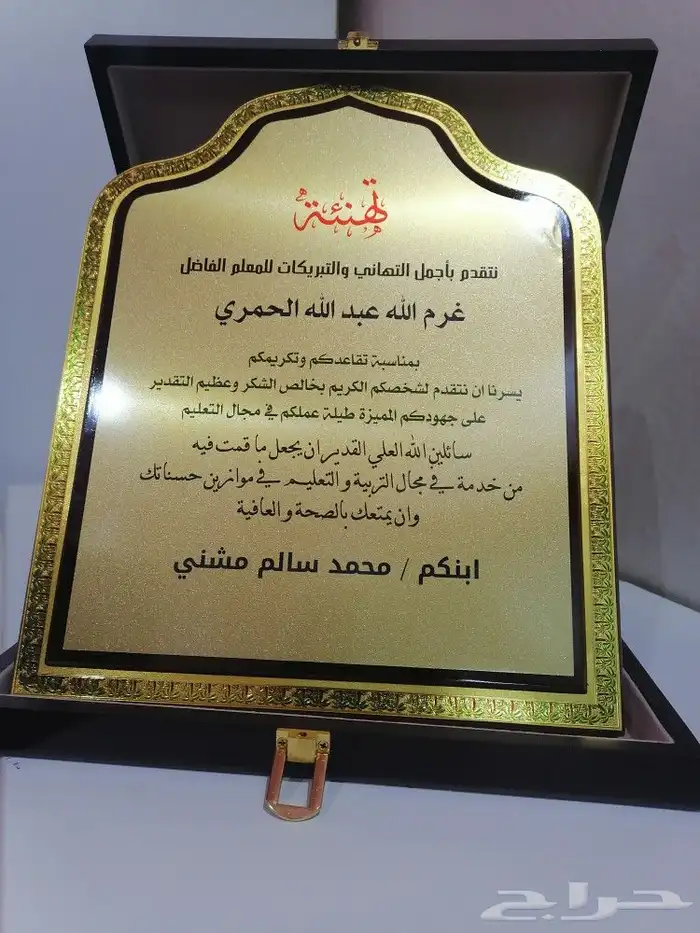 تهنئة
نتقدم بأجمل التهاني والتبريكات للمعلم الفاضل
غرم الله عبد الله الحمري
بمناسبة تقاعدكم وتكريمكم
يسرنا ان نتقدم لشخصكم الكريم بخالص الشكر وعظيم التقدير
على جهودكم المميزة طيلة عملكم في مجال التعليم
سائلين الله العلي القدير ان يجعل ما قمت فيه
من خدمة في مجال التربية و التعليم في موازين حسناتك
وان يمتعك بالصحة و العافية
ابنكم / محمد سالم مشني
حراج